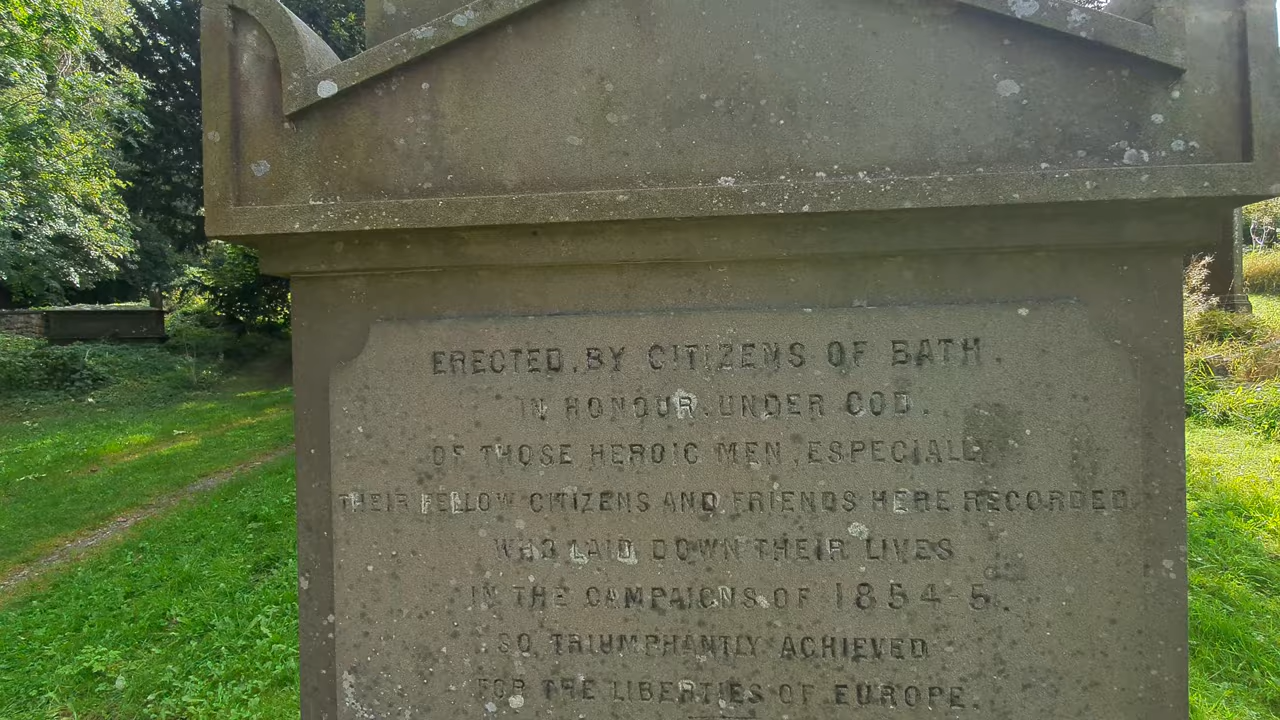 ERECTED, BY CITIZENS OF BATH.
IN HONOUR, UNDER GOD.
OF THOSE HEROIC MEN, ESPECIALLY
THEIR FELLOW CITIZENS AND FRIENDS HERE RECORDED
WHO LAID DOWN THEIR LIVES
IN THE CAMPAIGNS OF 1854-5.
SO TRIUMPHANTLY ACHIEVED
FOR THE LIBERTIES OF EUROPE.